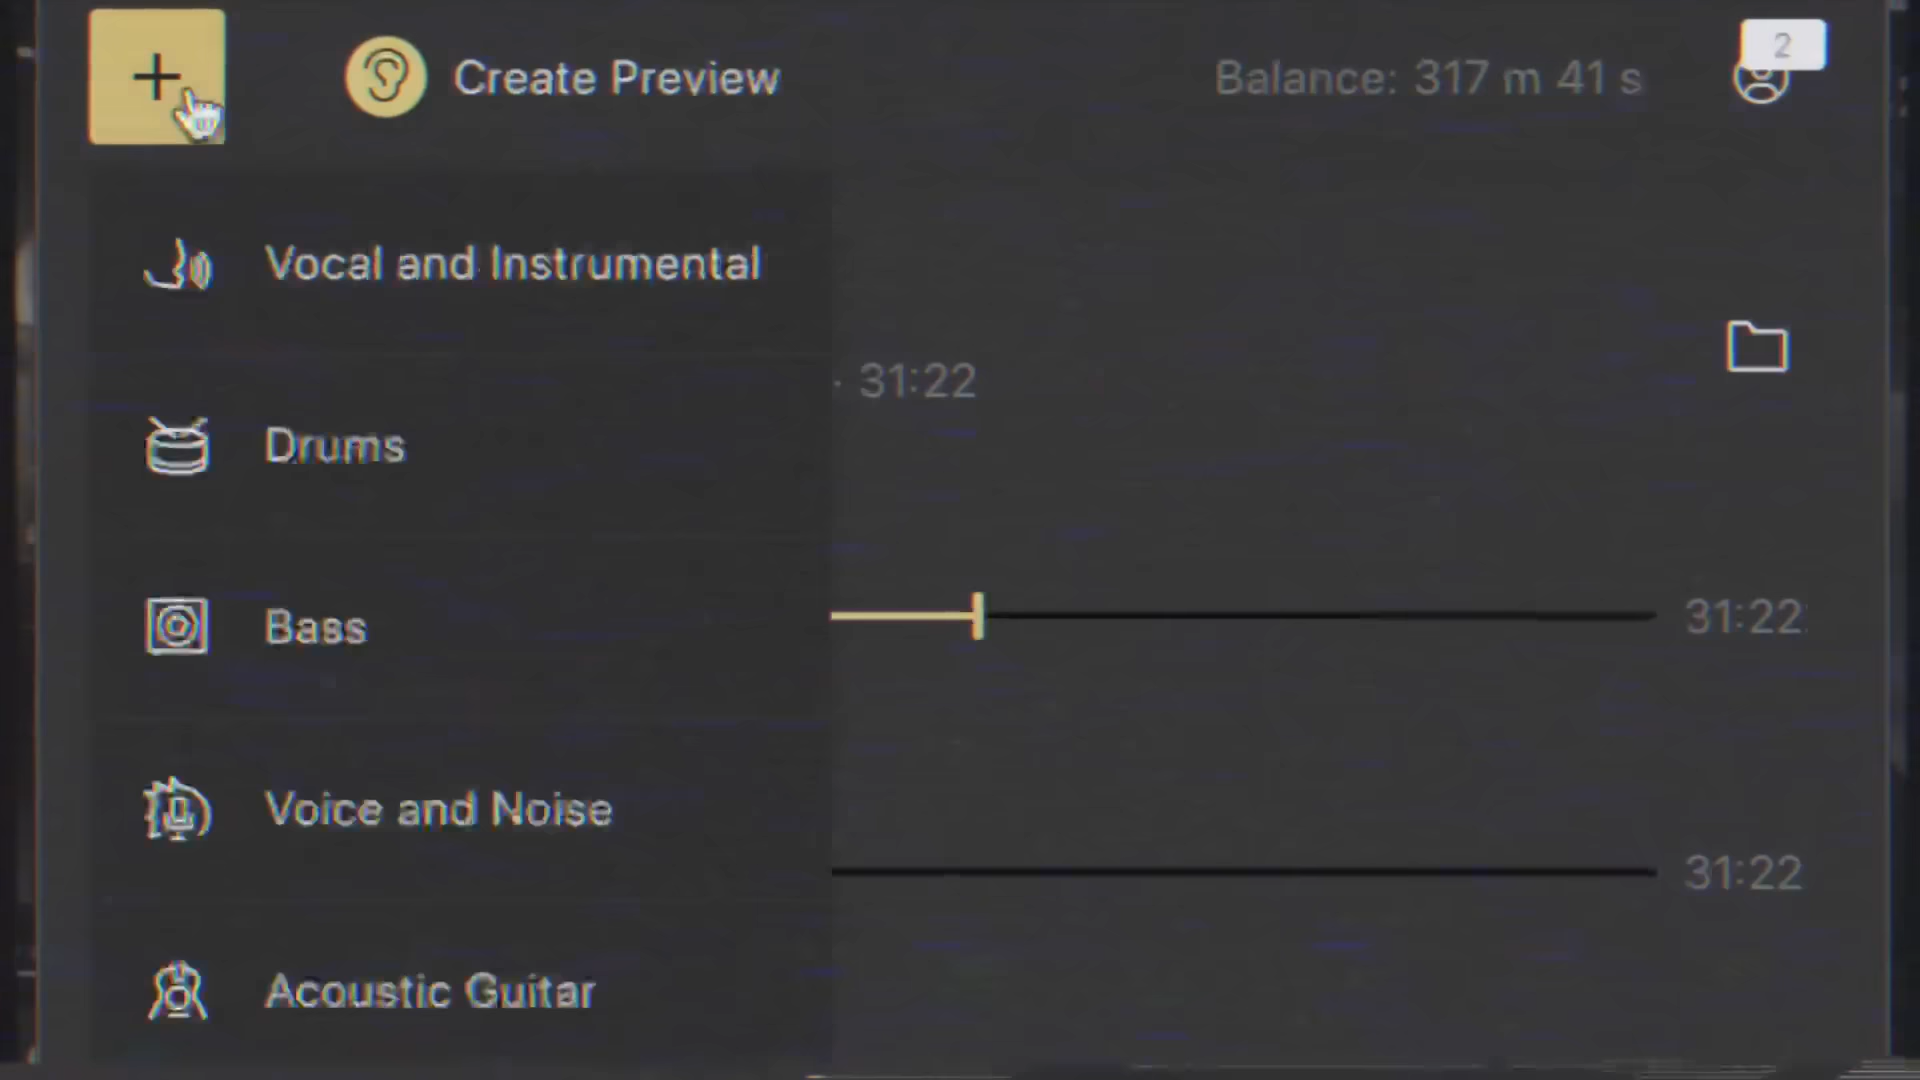 Create Preview
Balance: 317 m 41 s
2
Vocal and Instrumental
· 31:22
Drums
Bass
31:22
Voice and Noise
31:22
Acoustic Guitar